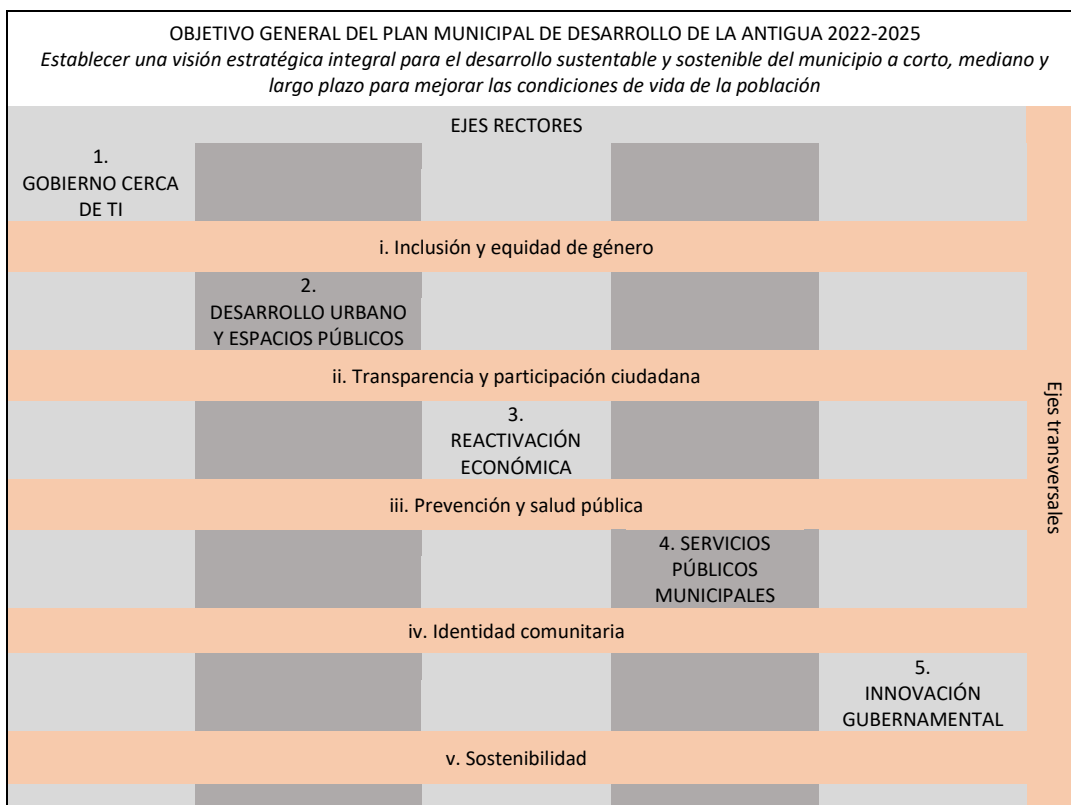 OBJETIVO GENERAL DEL PLAN MUNICIPAL DE DESARROLLO DE LA ANTIGUA 2022-2025
Establecer una visión estratégica integral para el desarrollo sustentable y sostenible del municipio a corto, mediano y
largo plazo para mejorar las condiciones de vida de la población
EJES RECTORES
1.
GOBIERNO CERCA
DE TI
i. Inclusión y equidad de género
2.
DESARROLLO URBANO
Y ESPACIOS PÚBLICOS
ii. Transparencia y participación ciudadana
3.
REACTIVACIÓN
ECONÓMICA
iii. Prevención y salud pública
4. SERVICIOS
PÚBLICOS
MUNICIPALES
iv. Identidad comunitaria
5.
INNOVACIÓN
GUBERNAMENTAL
v. Sostenibilidad
Ejes transversales